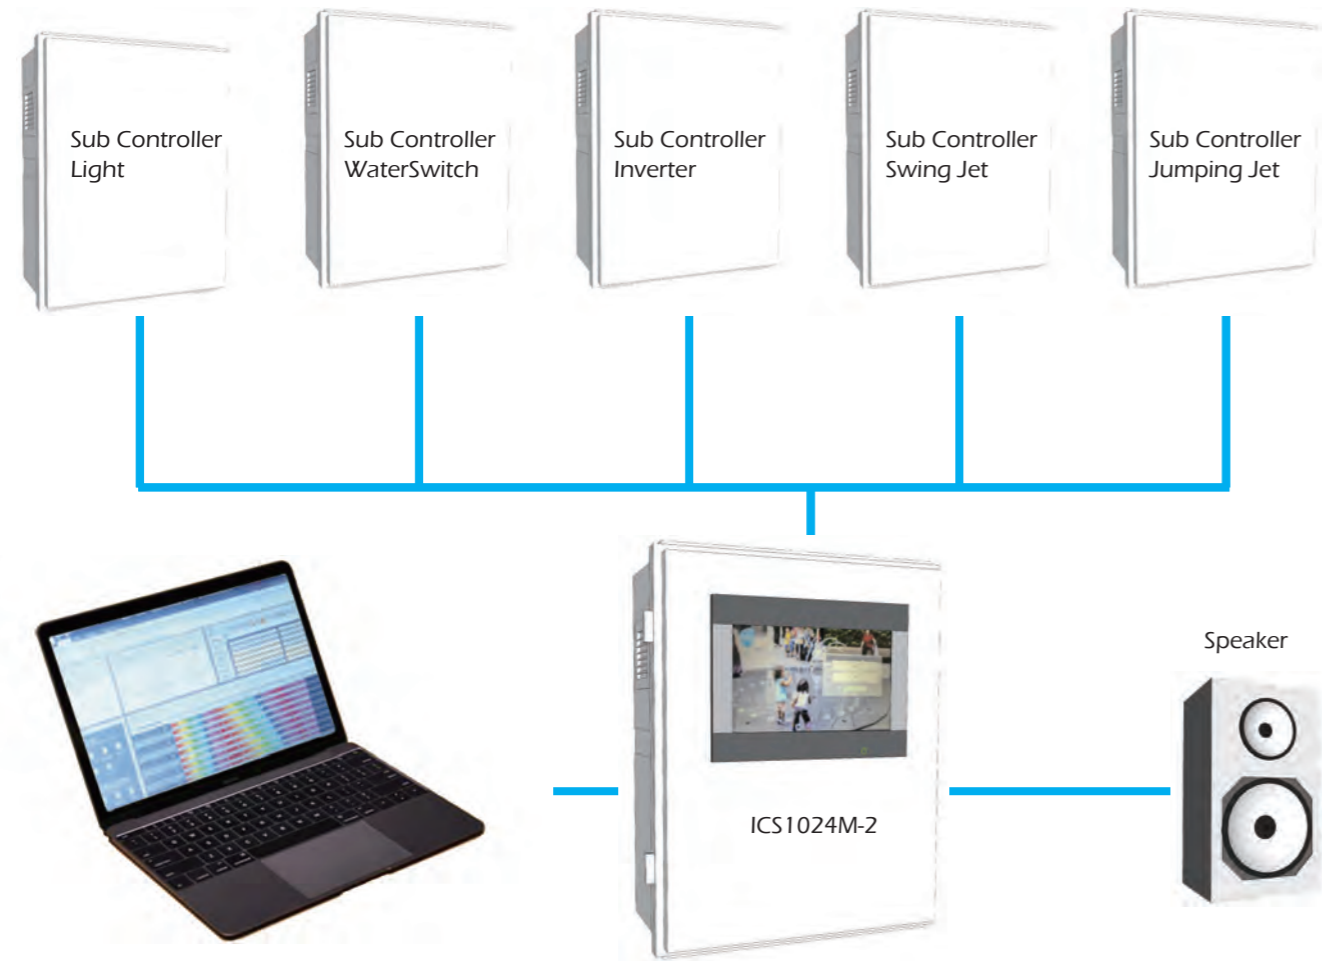 Sub Controller
Light
Sub Controller
WaterSwitch
Sub Controller
Inverter
Sub Controller
Swing Jet
Sub Controller
Jumping Jet
ICS1024M-2
Speaker